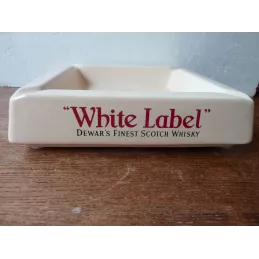 "White Label"
DEWAR'S FINEST SCOTCH WHISKY